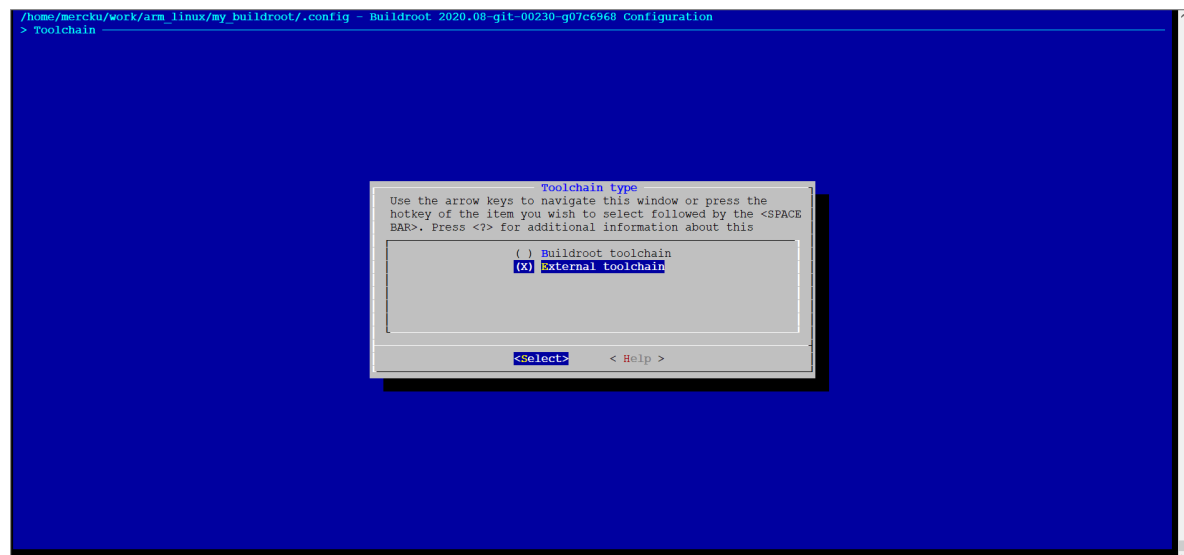 /home/mercku/work/arm_linux/my_buildroot/.config - Buildroot 2020.08-git-00230-g07c6968 Configuration
> Toolchain
Toolchain type
Use the arrow keys to navigate this window or press the
hotkey of the item you wish to select followed by the <SPACE
BAR>. Press <?> for additional information about this
( ) Buildroot toolchain
(X) External toolchain
<Select> < Help >